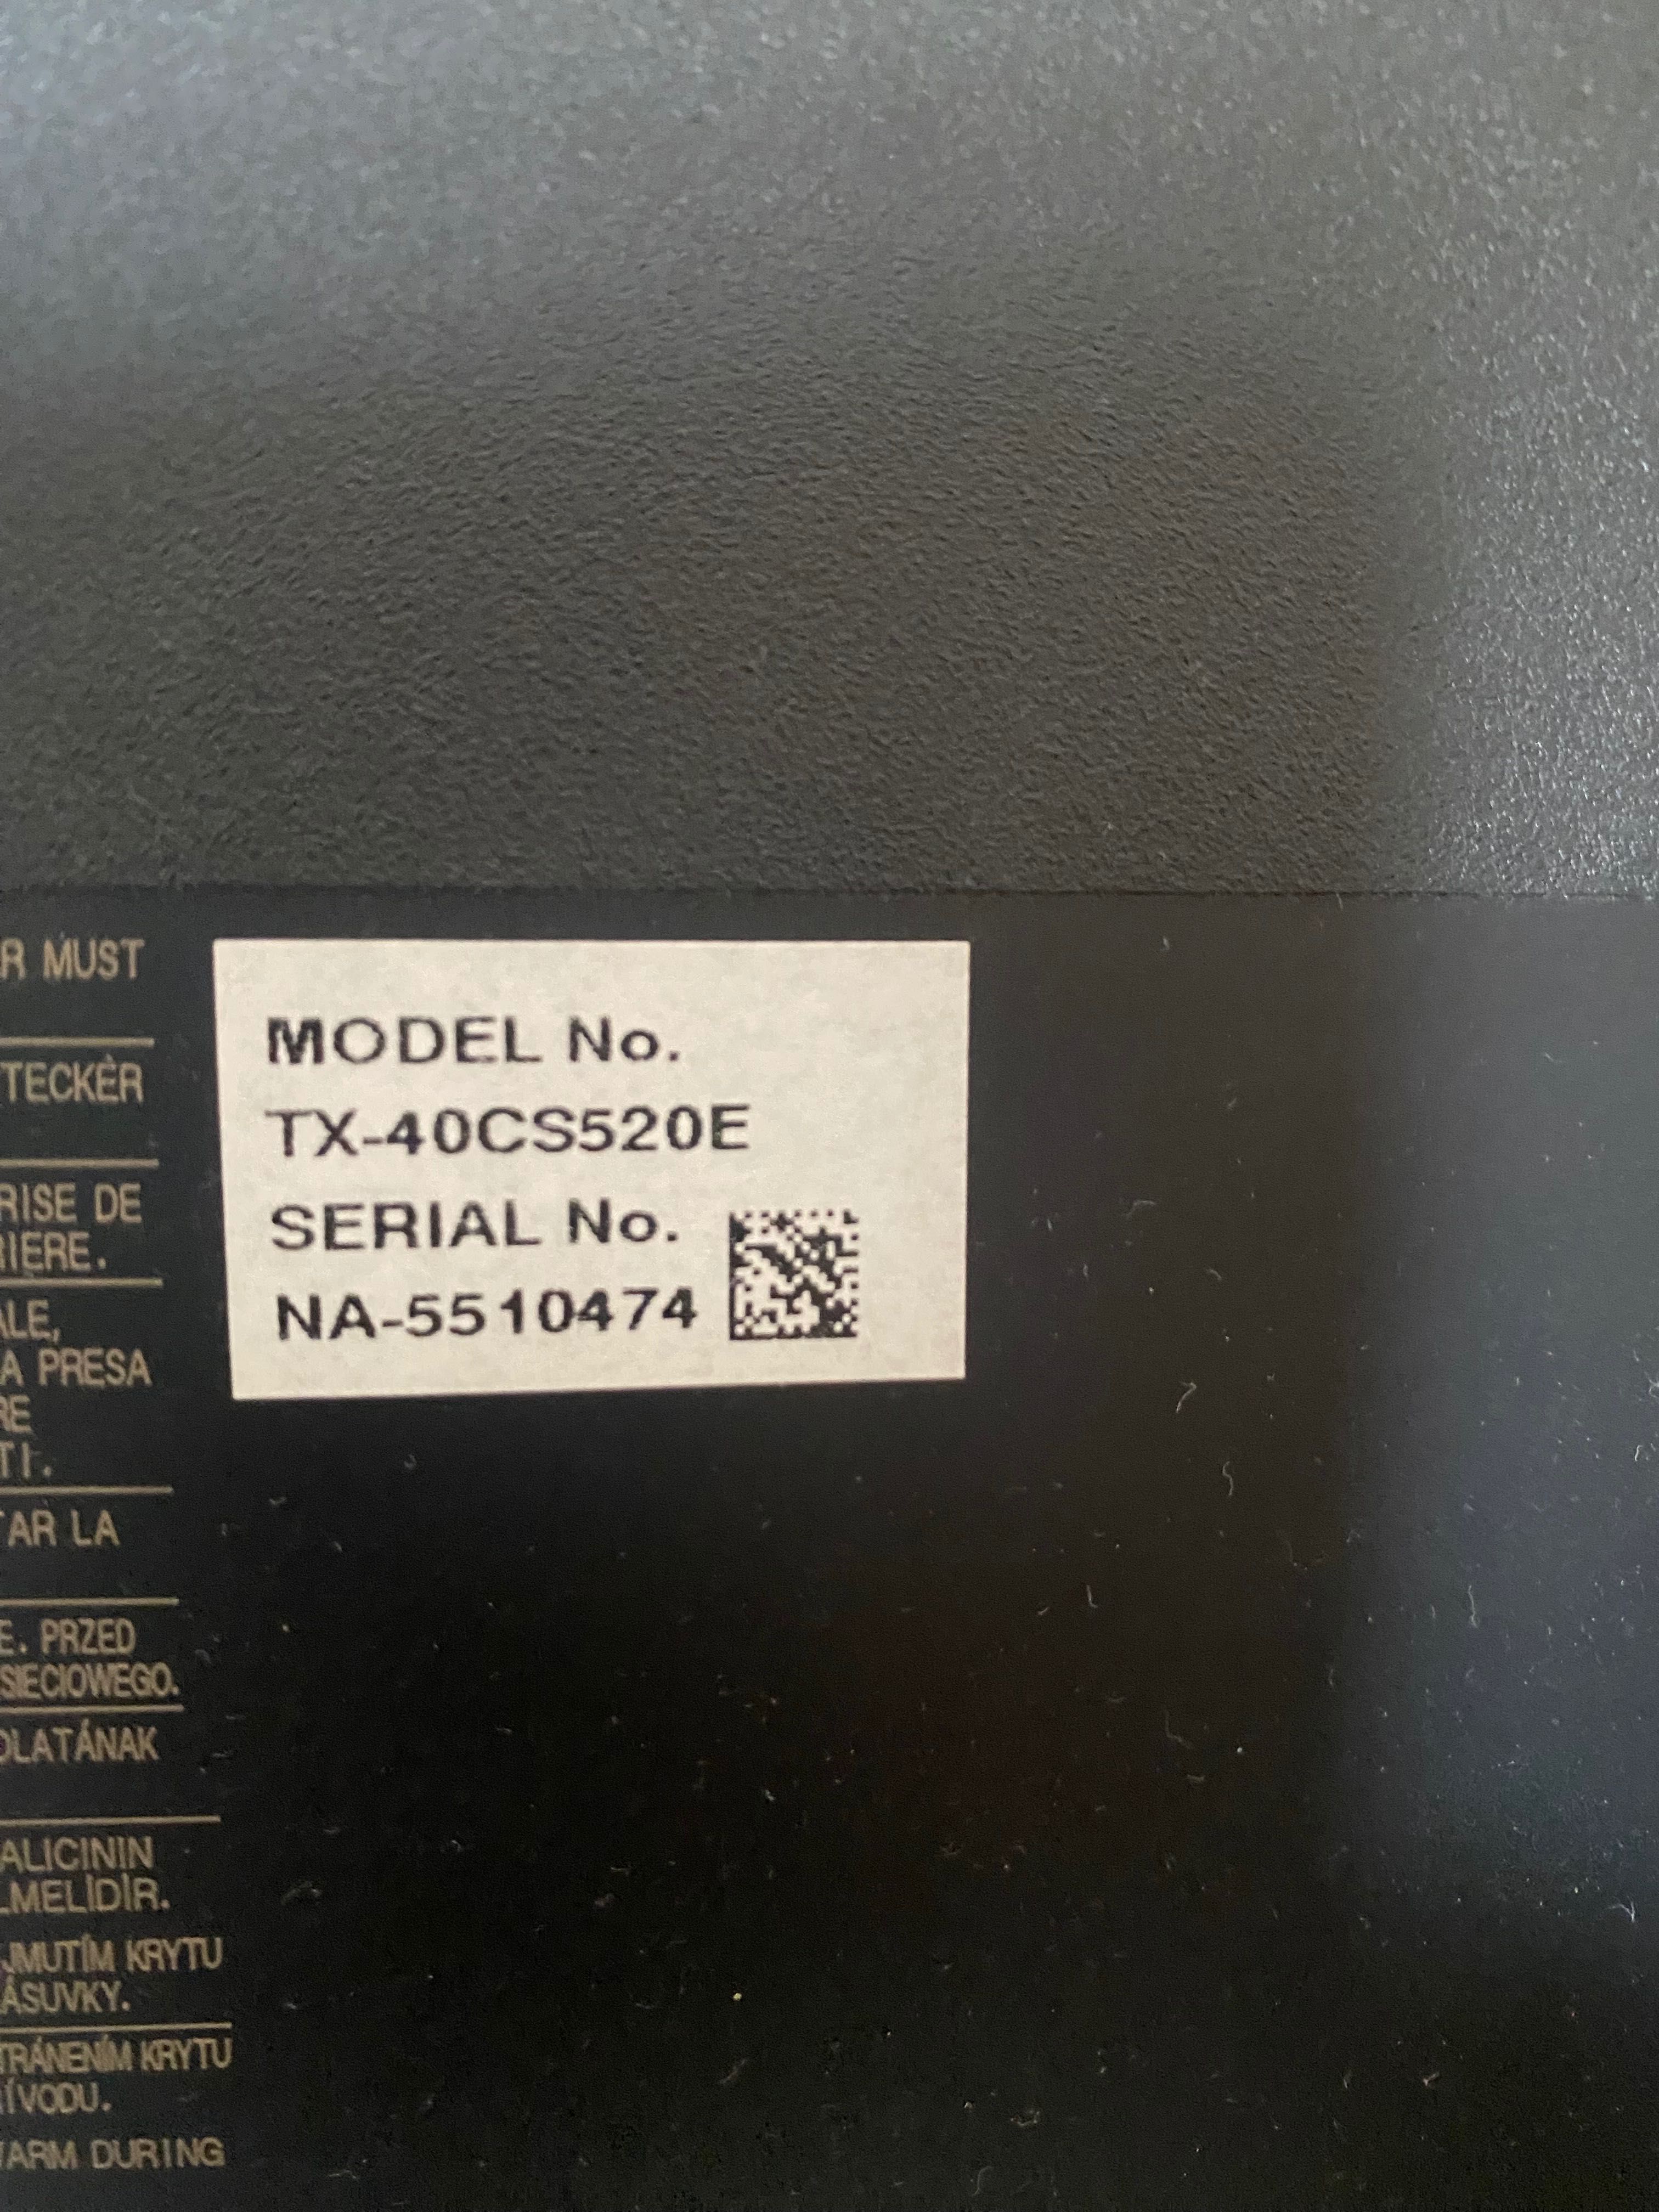 R MUST
TECKER
RISE DE
RIERE.
ALE,
A PRESA
RE
TI.
TAR LA
E. PRZED
SIECIOWEGO.
OLATÁNAK
ALICININ
LMELİDİR.
JMUTÍM KRYTU
ÁSUVKY.
TRÁNENÍM KRYTU
ÍVODU.
ARM DURING
MODEL No.
TX-40CS520E
SERIAL No.
NA-5510474